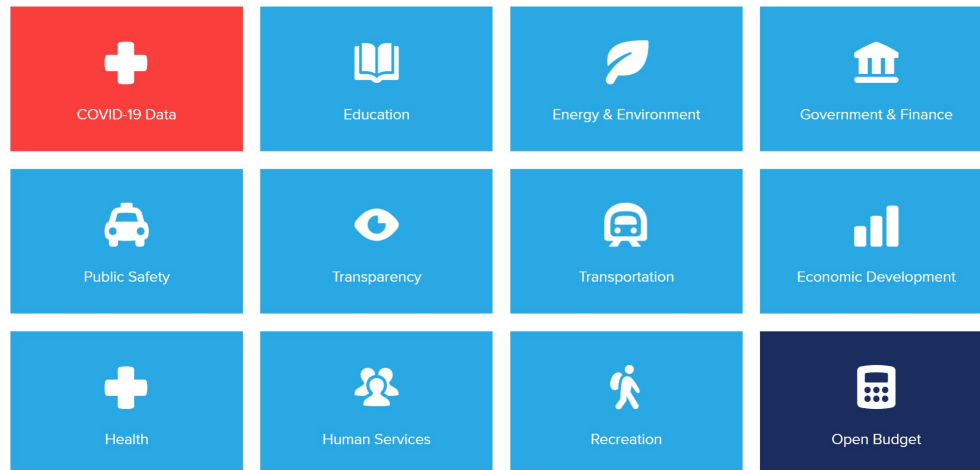 COVID-19 Data
Education
Energy & Environment
Government & Finance
Public Safety
Transparency
Transportation
Economic Development
Health
Human Services
Recreation
Open Budget